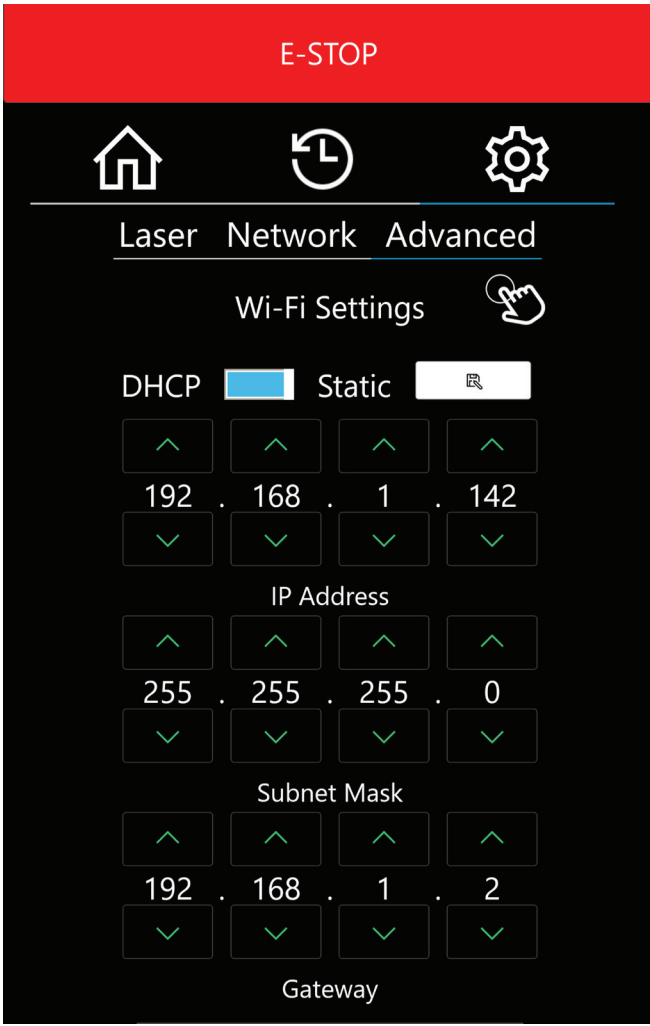 E-STOP
Laser Network Advanced
Wi-Fi Settings
DHCP Static
192 . 168 . 1 . 142
IP Address
255 . 255 . 255 . 0
Subnet Mask
192 . 168 . 1 . 2
Gateway